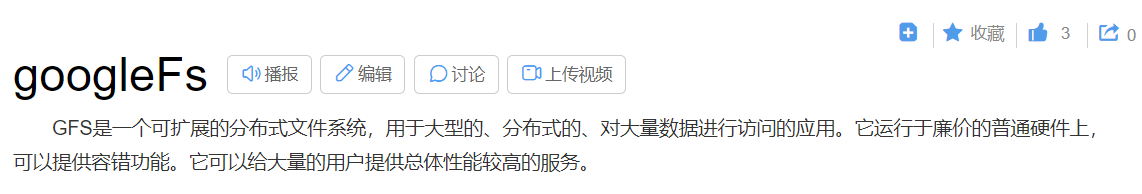 收藏 3 0
googleFs 播报 编辑 讨论 上传视频
GFS是一个可扩展的分布式文件系统，用于大型的、分布式的、对大量数据进行访问的应用。它运行于廉价的普通硬件上，
可以提供容错功能。它可以给大量的用户提供总体性能较高的服务。